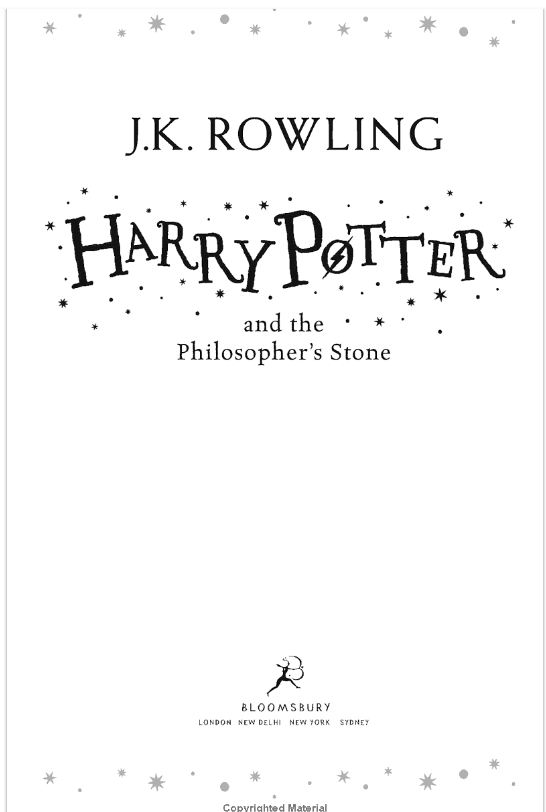 J.K. ROWLING
HARRY POTTER
and the
Philosopher’s Stone
BLOOMSBURY
LONDON NEW DELHI NEW YORK SYDNEY
Copyrighted Material